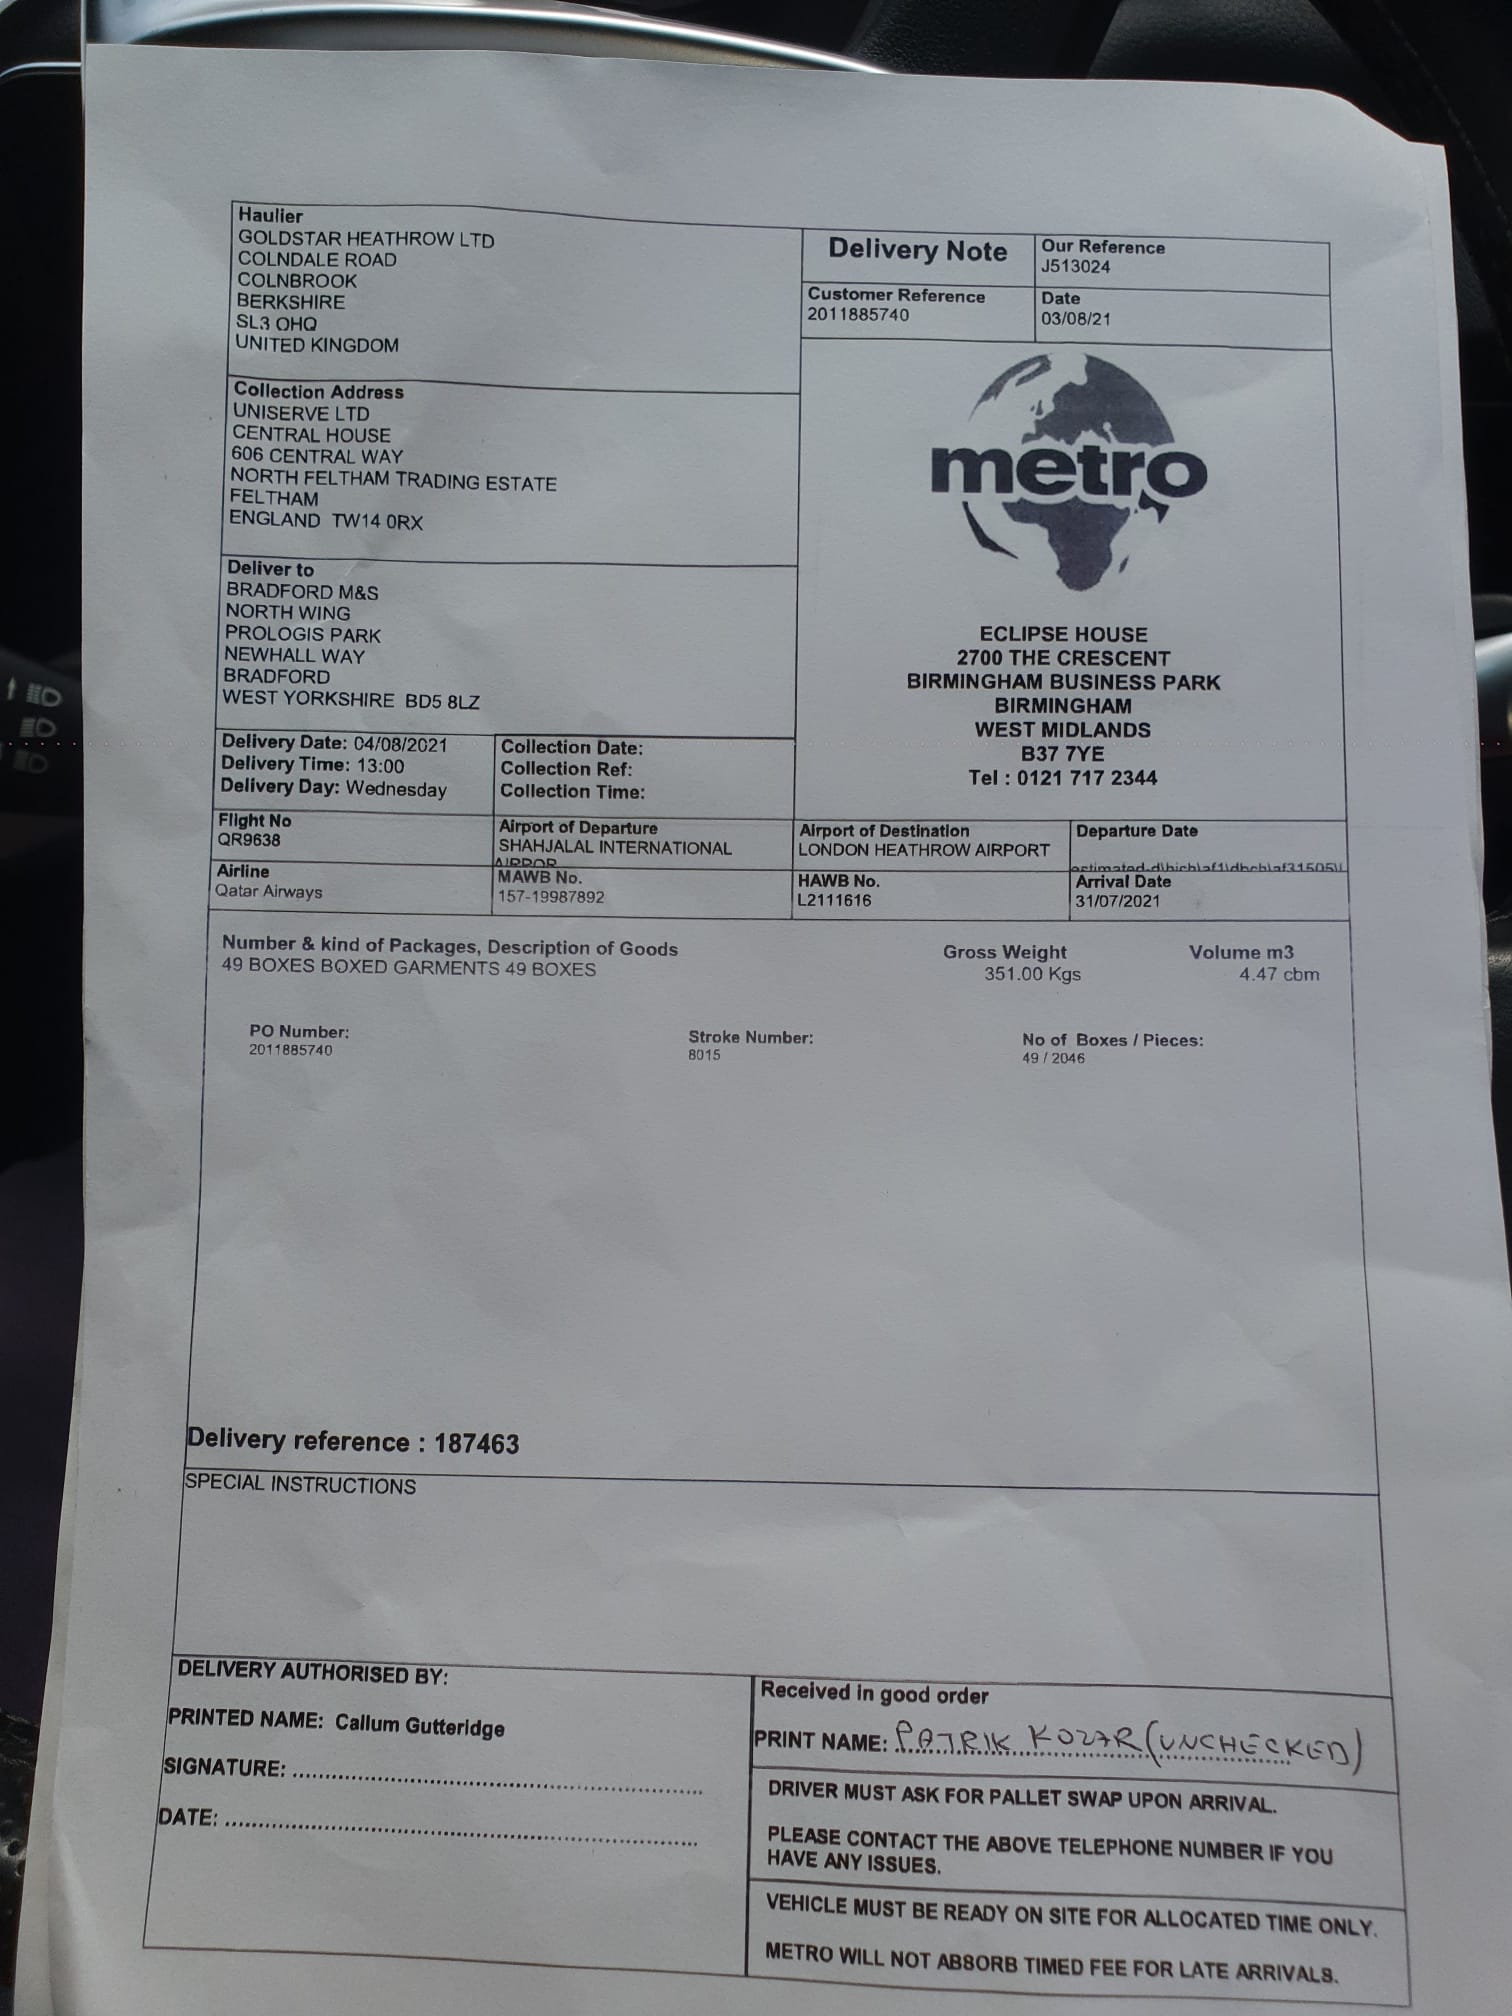 Haulier
GOLDSTAR HEATHROW LTD
COLNDALE ROAD
COLNBROOK
BERKSHIRE
SL3 0HQ
UNITED KINGDOM
Delivery Note
Our Reference
J513024
Customer Reference
2011885740
Date
03/08/21
Collection Address
UNISERVE LTD
CENTRAL HOUSE
606 CENTRAL WAY
NORTH FELTHAM TRADING ESTATE
FELTHAM
ENGLAND TW14 0RX
metro
Deliver to
BRADFORD M&S
NORTH WING
PROLOGIS PARK
NEWHALL WAY
BRADFORD
WEST YORKSHIRE BD5 8LZ
ECLIPSE HOUSE
2700 THE CRESCENT
BIRMINGHAM BUSINESS PARK
BIRMINGHAM
WEST MIDLANDS
B37 7YE
Tel : 0121 717 2344
Delivery Date: 04/08/2021
Delivery Time: 13:00
Delivery Day: Wednesday
Collection Date:
Collection Ref:
Collection Time:
Flight No
QR9638
Airport of Departure
SHAHJALAL INTERNATIONAL
AIRPOR
Airport of Destination
LONDON HEATHROW AIRPORT
Departure Date
Airline
Qatar Airways
MAWB No.
157-19987892
HAWB No.
L2111616
Arrival Date
31/07/2021
Number & kind of Packages, Description of Goods
49 BOXES BOXED GARMENTS 49 BOXES
Gross Weight
351.00 Kgs
Volume m3
4.47 cbm
PO Number:
2011885740
Stroke Number:
8015
No of Boxes / Pieces:
49 / 2046
Delivery reference : 187463
SPECIAL INSTRUCTIONS
DELIVERY AUTHORISED BY:
PRINTED NAME: Callum Gutteridge
SIGNATURE:
DATE:
Received in good order
PRINT NAME: PATRIK KOZAR (UNCHECKED)
DRIVER MUST ASK FOR PALLET SWAP UPON ARRIVAL.
PLEASE CONTACT THE ABOVE TELEPHONE NUMBER IF YOU
HAVE ANY ISSUES.
VEHICLE MUST BE READY ON SITE FOR ALLOCATED TIME ONLY.
METRO WILL NOT ABSORB TIMED FEE FOR LATE ARRIVALS.